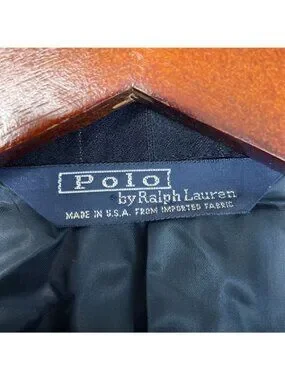 Polo
by Ralph Lauren
MADE IN U.S.A. FROM IMPORTED FABRIC